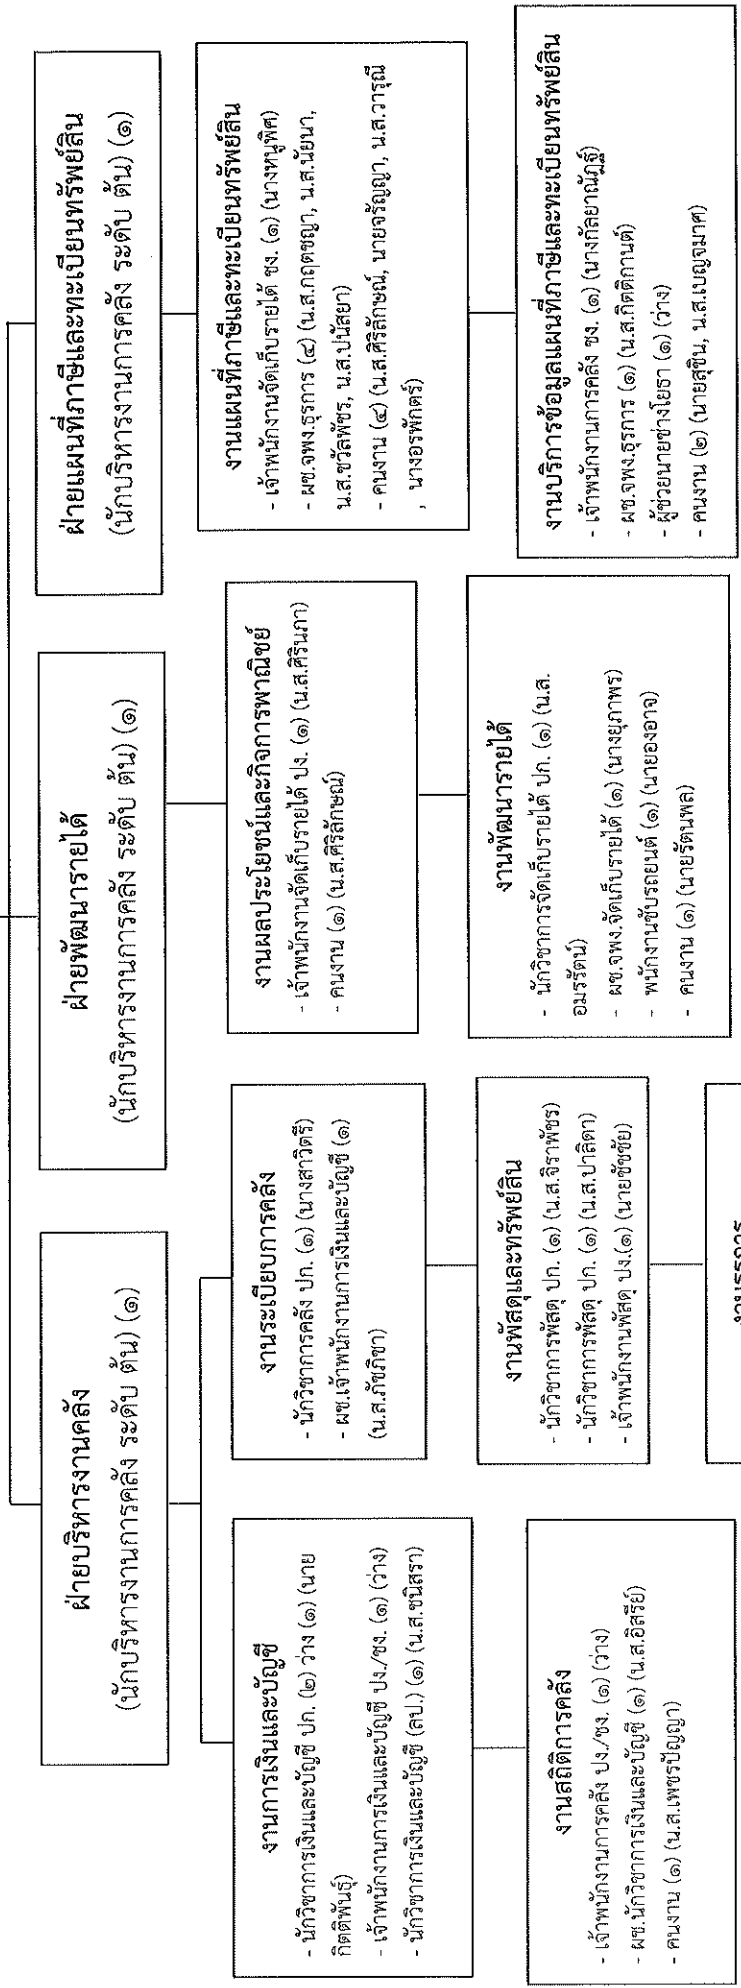 ฝ่ายบริหารงานคลัง
(นักบริหารงานการคลัง ระดับ ต้น) (๑)
ฝ่ายพัฒนารายได้
(นักบริหารงานการคลัง ระดับ ต้น) (๑)
ฝ่ายแผนที่ภาษีและทะเบียนทรัพย์สิน
(นักบริหารงานการคลัง ระดับ ต้น) (๑)
งานการเงินและบัญชี
- นักวิชาการเงินและบัญชี ปก. (๒) ว่าง (๑) (นาย
กิตติพันธุ์)
- เจ้าพนักงานการเงินและบัญชี ปง./ชง. (๑) (ว่าง)
- นักวิชาการเงินและบัญชี (ลป.) (๑) (น.ส.ชนิสรา)
งานสถิติการคลัง
- เจ้าพนักงานการคลัง ปง./ชง. (๑) (ว่าง)
- ผช.นักวิชาการเงินและบัญชี (๑) (น.ส.อิสรีย์)
- คนงาน (๑) (น.ส.เพชรปัญญา)
งานระเบียบการคลัง
- นักวิชาการคลัง ปก. (๑) (นางสาวิตรี)
- ผช.เจ้าพนักงานการเงินและบัญชี (๑)
(น.ส.ภัชภิชา)
งานพัสดุและทรัพย์สิน
- นักวิชาการพัสดุ ปก. (๑) (น.ส.จิราพัชร)
- นักวิชาการพัสดุ ปก. (๑) (น.ส.ปาลิตา)
- เจ้าพนักงานพัสดุ ปง.(๑) (นายชัชชัย)
งานผลประโยชน์และกิจการพาณิชย์
- เจ้าพนักงานจัดเก็บรายได้ ปง. (๑) (น.ส.ศิรินภา)
- คนงาน (๑) (น.ส.ศิริลักษณ์)
งานพัฒนารายได้
- นักวิชาการจัดเก็บรายได้ ปก. (๑) (น.ส.
อมรรัตน์)
- ผช.จพง.จัดเก็บรายได้ (๑) (นางยุภาพร)
- พนักงานขับรถยนต์ (๑) (นายองอาจ)
- คนงาน (๑) (นายรัตนพล)
งานแผนที่ภาษีและทะเบียนทรัพย์สิน
- เจ้าพนักงานจัดเก็บรายได้ ชง. (๑) (นางหนูพิศ)
- ผช.จพง.ธุรการ (๔) (น.ส.กฤตชญา, น.ส.นัยนา,
น.ส.ชวัลพัชร, น.ส.ปนัสยา)
- คนงาน (๔) (น.ส.ศิริลักษณ์, นายจรัญญา, น.ส.วารุณี
, นางอรพักตร์)
งานบริการข้อมูลแผนที่ภาษีและทะเบียนทรัพย์สิน
- เจ้าพนักงานการคลัง ชง. (๑) (นางกัลยาณัฎฐ์)
- ผช.จพง.ธุรการ (๑) (น.ส.กิตติกานต์)
- ผู้ช่วยนายช่างโยธา (๑) (ว่าง)
- คนงาน (๒) (นายสุชิน, น.ส.เบญจมาศ)